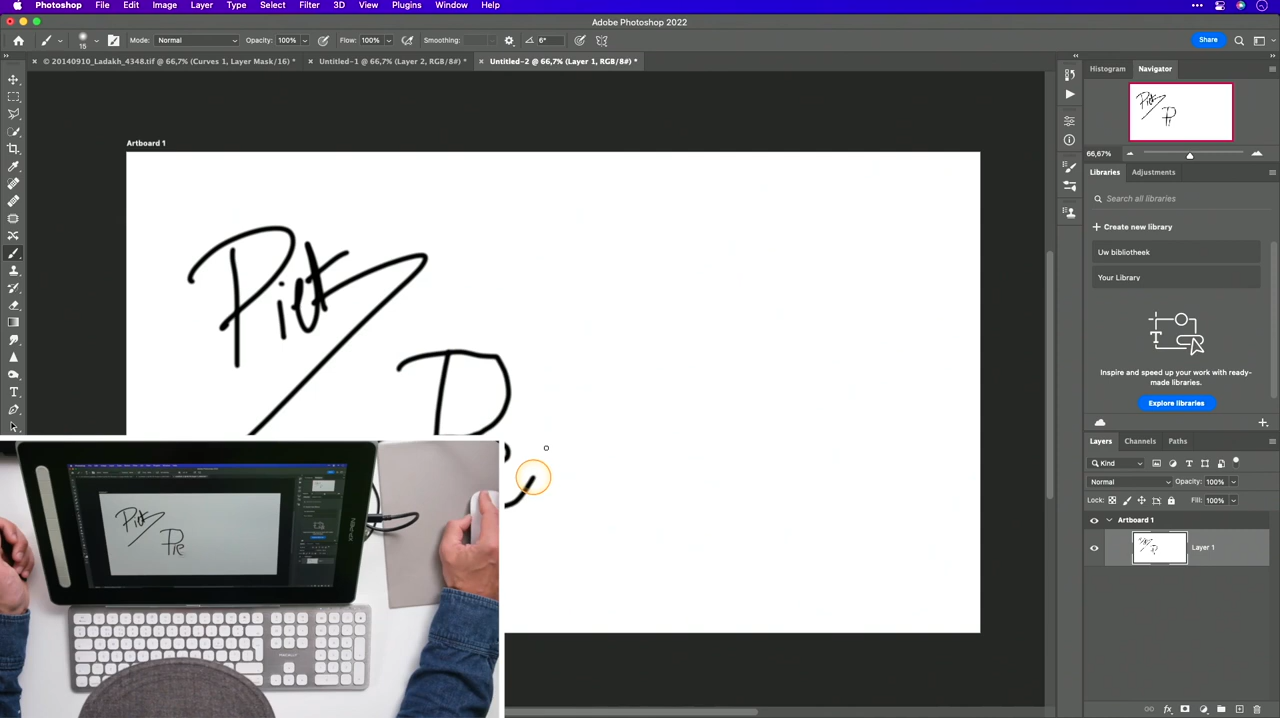 Photoshop File Edit Image Layer Type Select Filter 3D View Plugins Window Help
Adobe Photoshop 2022
15 Mode: Normal Opacity: 100% Flow: 100% Smoothing: 6° Share
© 20140910_Ladakh_4348.tif @ 66,7% (Curves 1, Layer Mask/16) * Untitled-1 @ 66,7% (Layer 2, RGB/8#) * Untitled-2 @ 66,7% (Layer 1, RGB/8#) *
Histogram Navigator
Artboard 1
66,67%
Libraries Adjustments
Search all libraries
Create new library
Uw bibliotheek
Your Library
Piet
Inspire and speed up your work with ready-
made libraries.
Explore libraries
Layers Channels Paths
Kind
Normal Opacity: 100%
Lock: Fill: 100%
Artboard 1
Layer 1
Piet
Pie